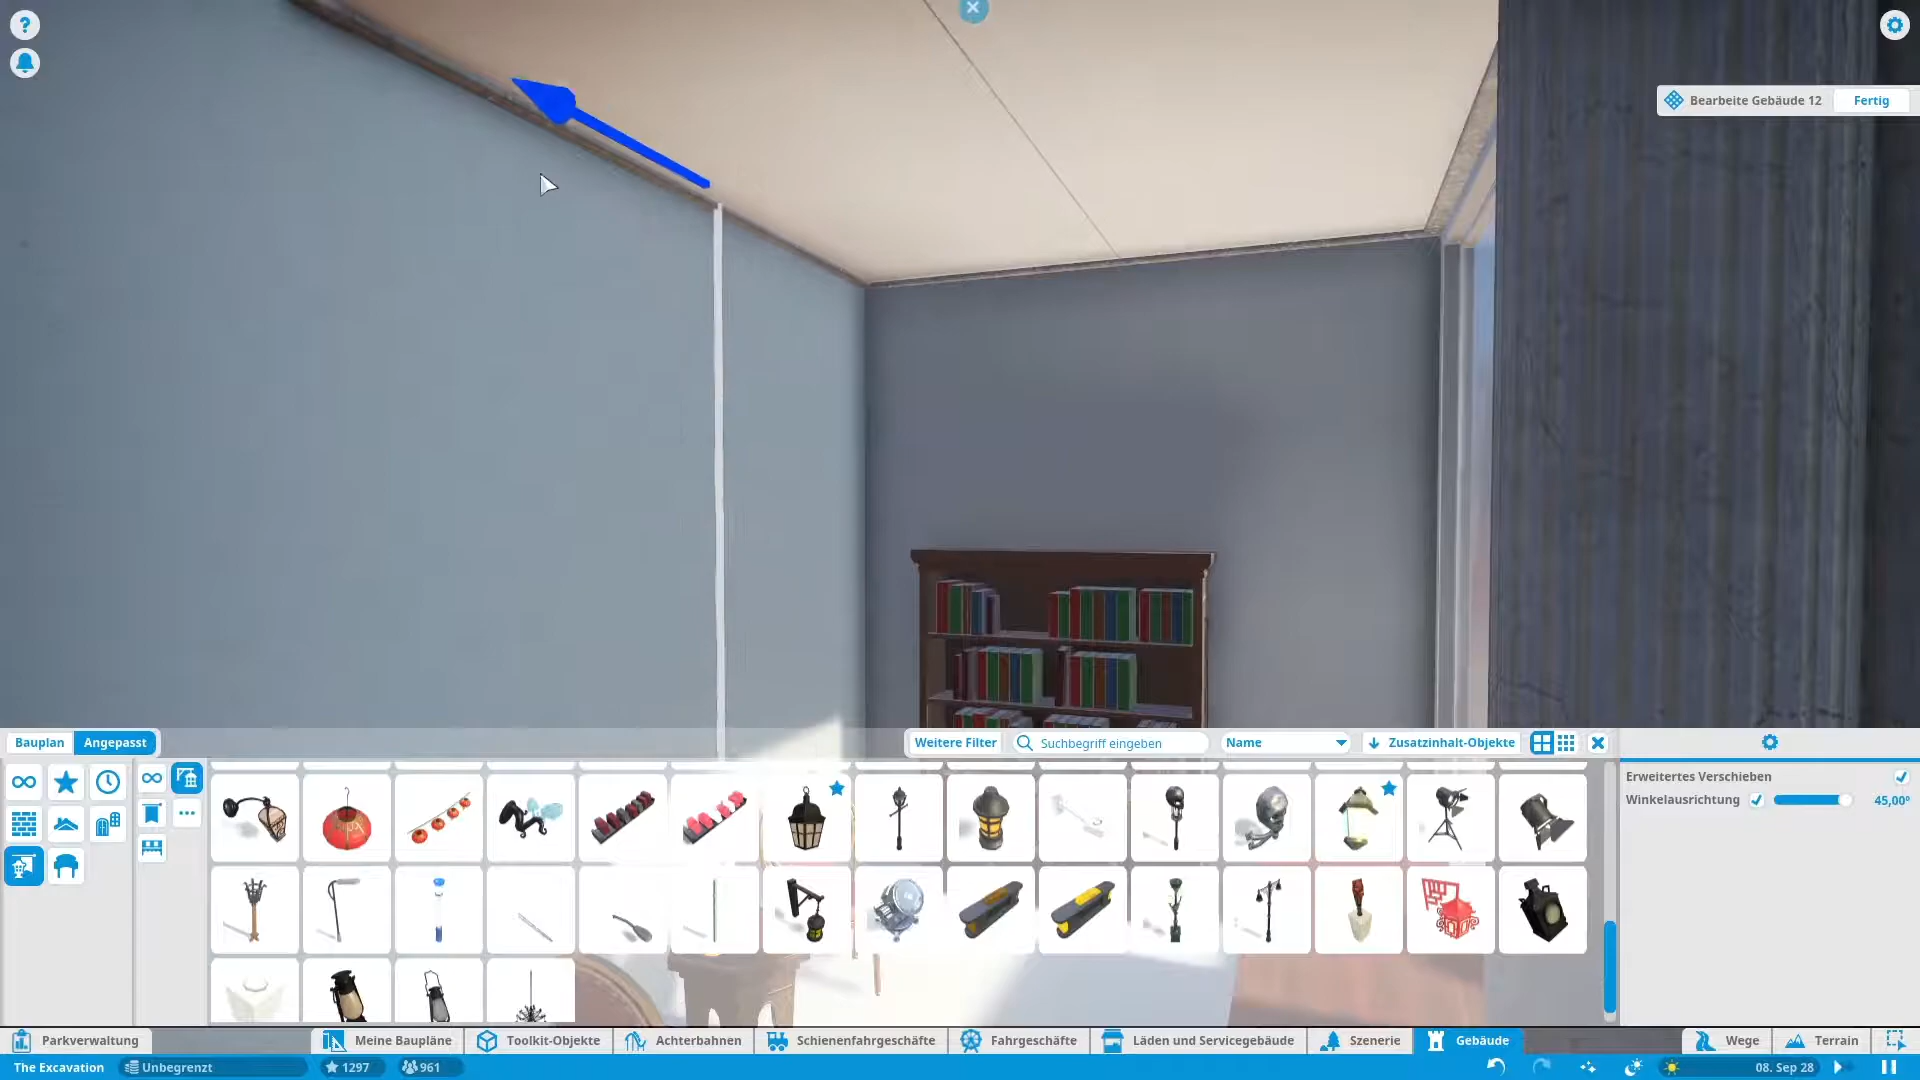 ?
Bearbeite Gebäude 12 Fertig
Bauplan Angepasst Weitere Filter Suchbegriff eingeben Name Zusatzinhalt-Objekte
Erweitertes Verschieben
Winkelausrichtung 45,00°
Parkverwaltung Meine Baupläne Toolkit-Objekte Achterbahnen Schienenfahrgeschäfte Fahrgeschäfte Läden und Servicegebäude Szenerie Gebäude Wege Terrain
The Excavation Unbegrenzt 1297 961 08. Sep 28